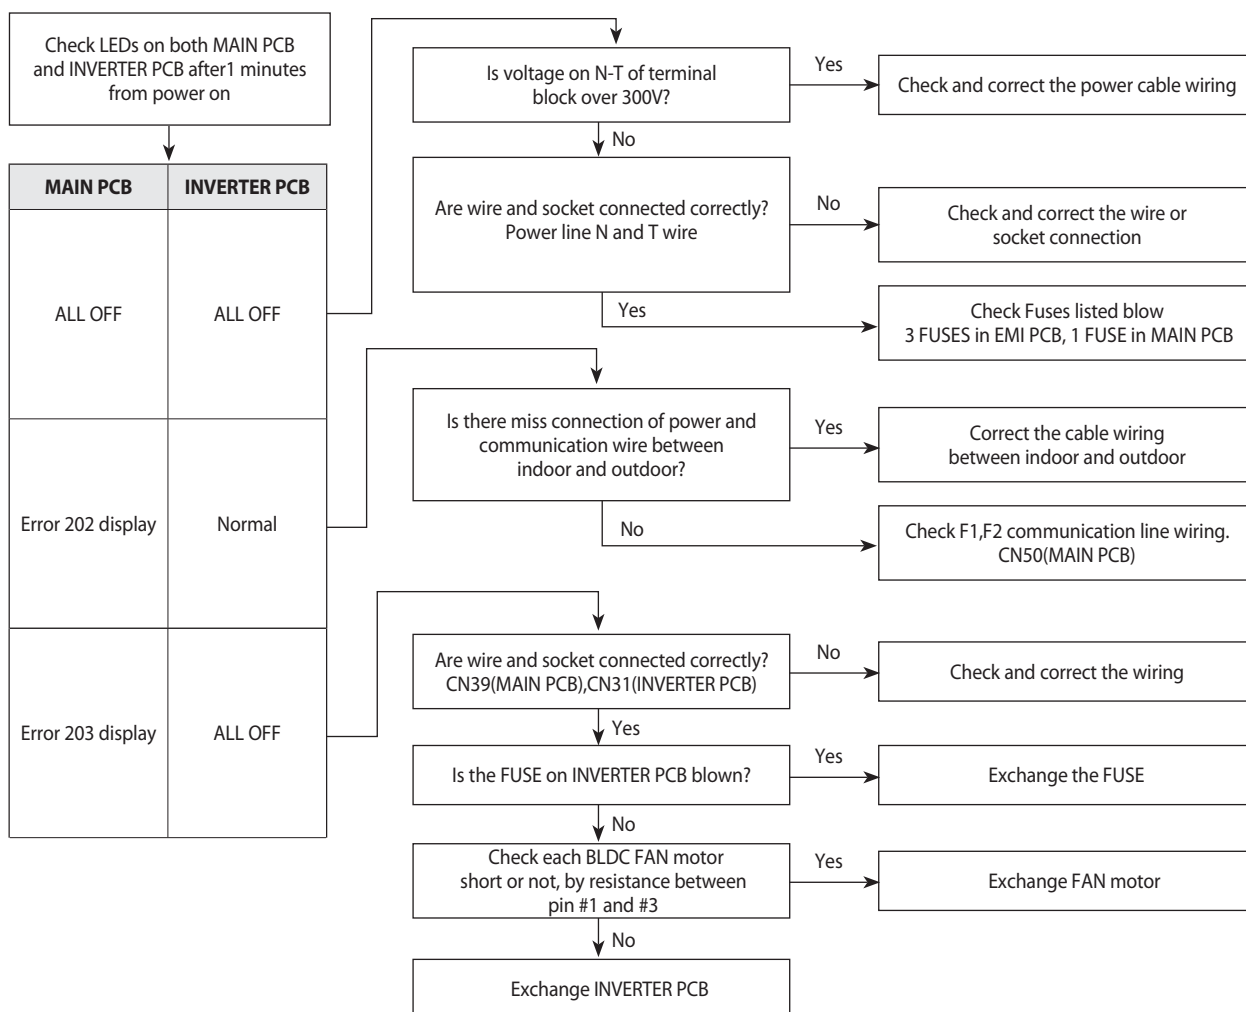 Check LEDs on both MAIN PCB
and INVERTER PCB after1 minutes
from power on
MAIN PCB
INVERTER PCB
ALL OFF
ALL OFF
Error 202 display
Normal
Error 203 display
ALL OFF
Is voltage on N-T of terminal
block over 300V?
Yes
Check and correct the power cable wiring
No
Are wire and socket connected correctly?
Power line N and T wire
No
Check and correct the wire or
socket connection
Yes
Check Fuses listed blow
3 FUSES in EMI PCB, 1 FUSE in MAIN PCB
Is there miss connection of power and
communication wire between
indoor and outdoor?
Yes
Correct the cable wiring
between indoor and outdoor
No
Check F1,F2 communication line wiring.
CN50(MAIN PCB)
Are wire and socket connected correctly?
CN39(MAIN PCB),CN31(INVERTER PCB)
No
Check and correct the wiring
Yes
Is the FUSE on INVERTER PCB blown?
Yes
Exchange the FUSE
No
Check each BLDC FAN motor
short or not, by resistance between
pin #1 and #3
Yes
Exchange FAN motor
No
Exchange INVERTER PCB